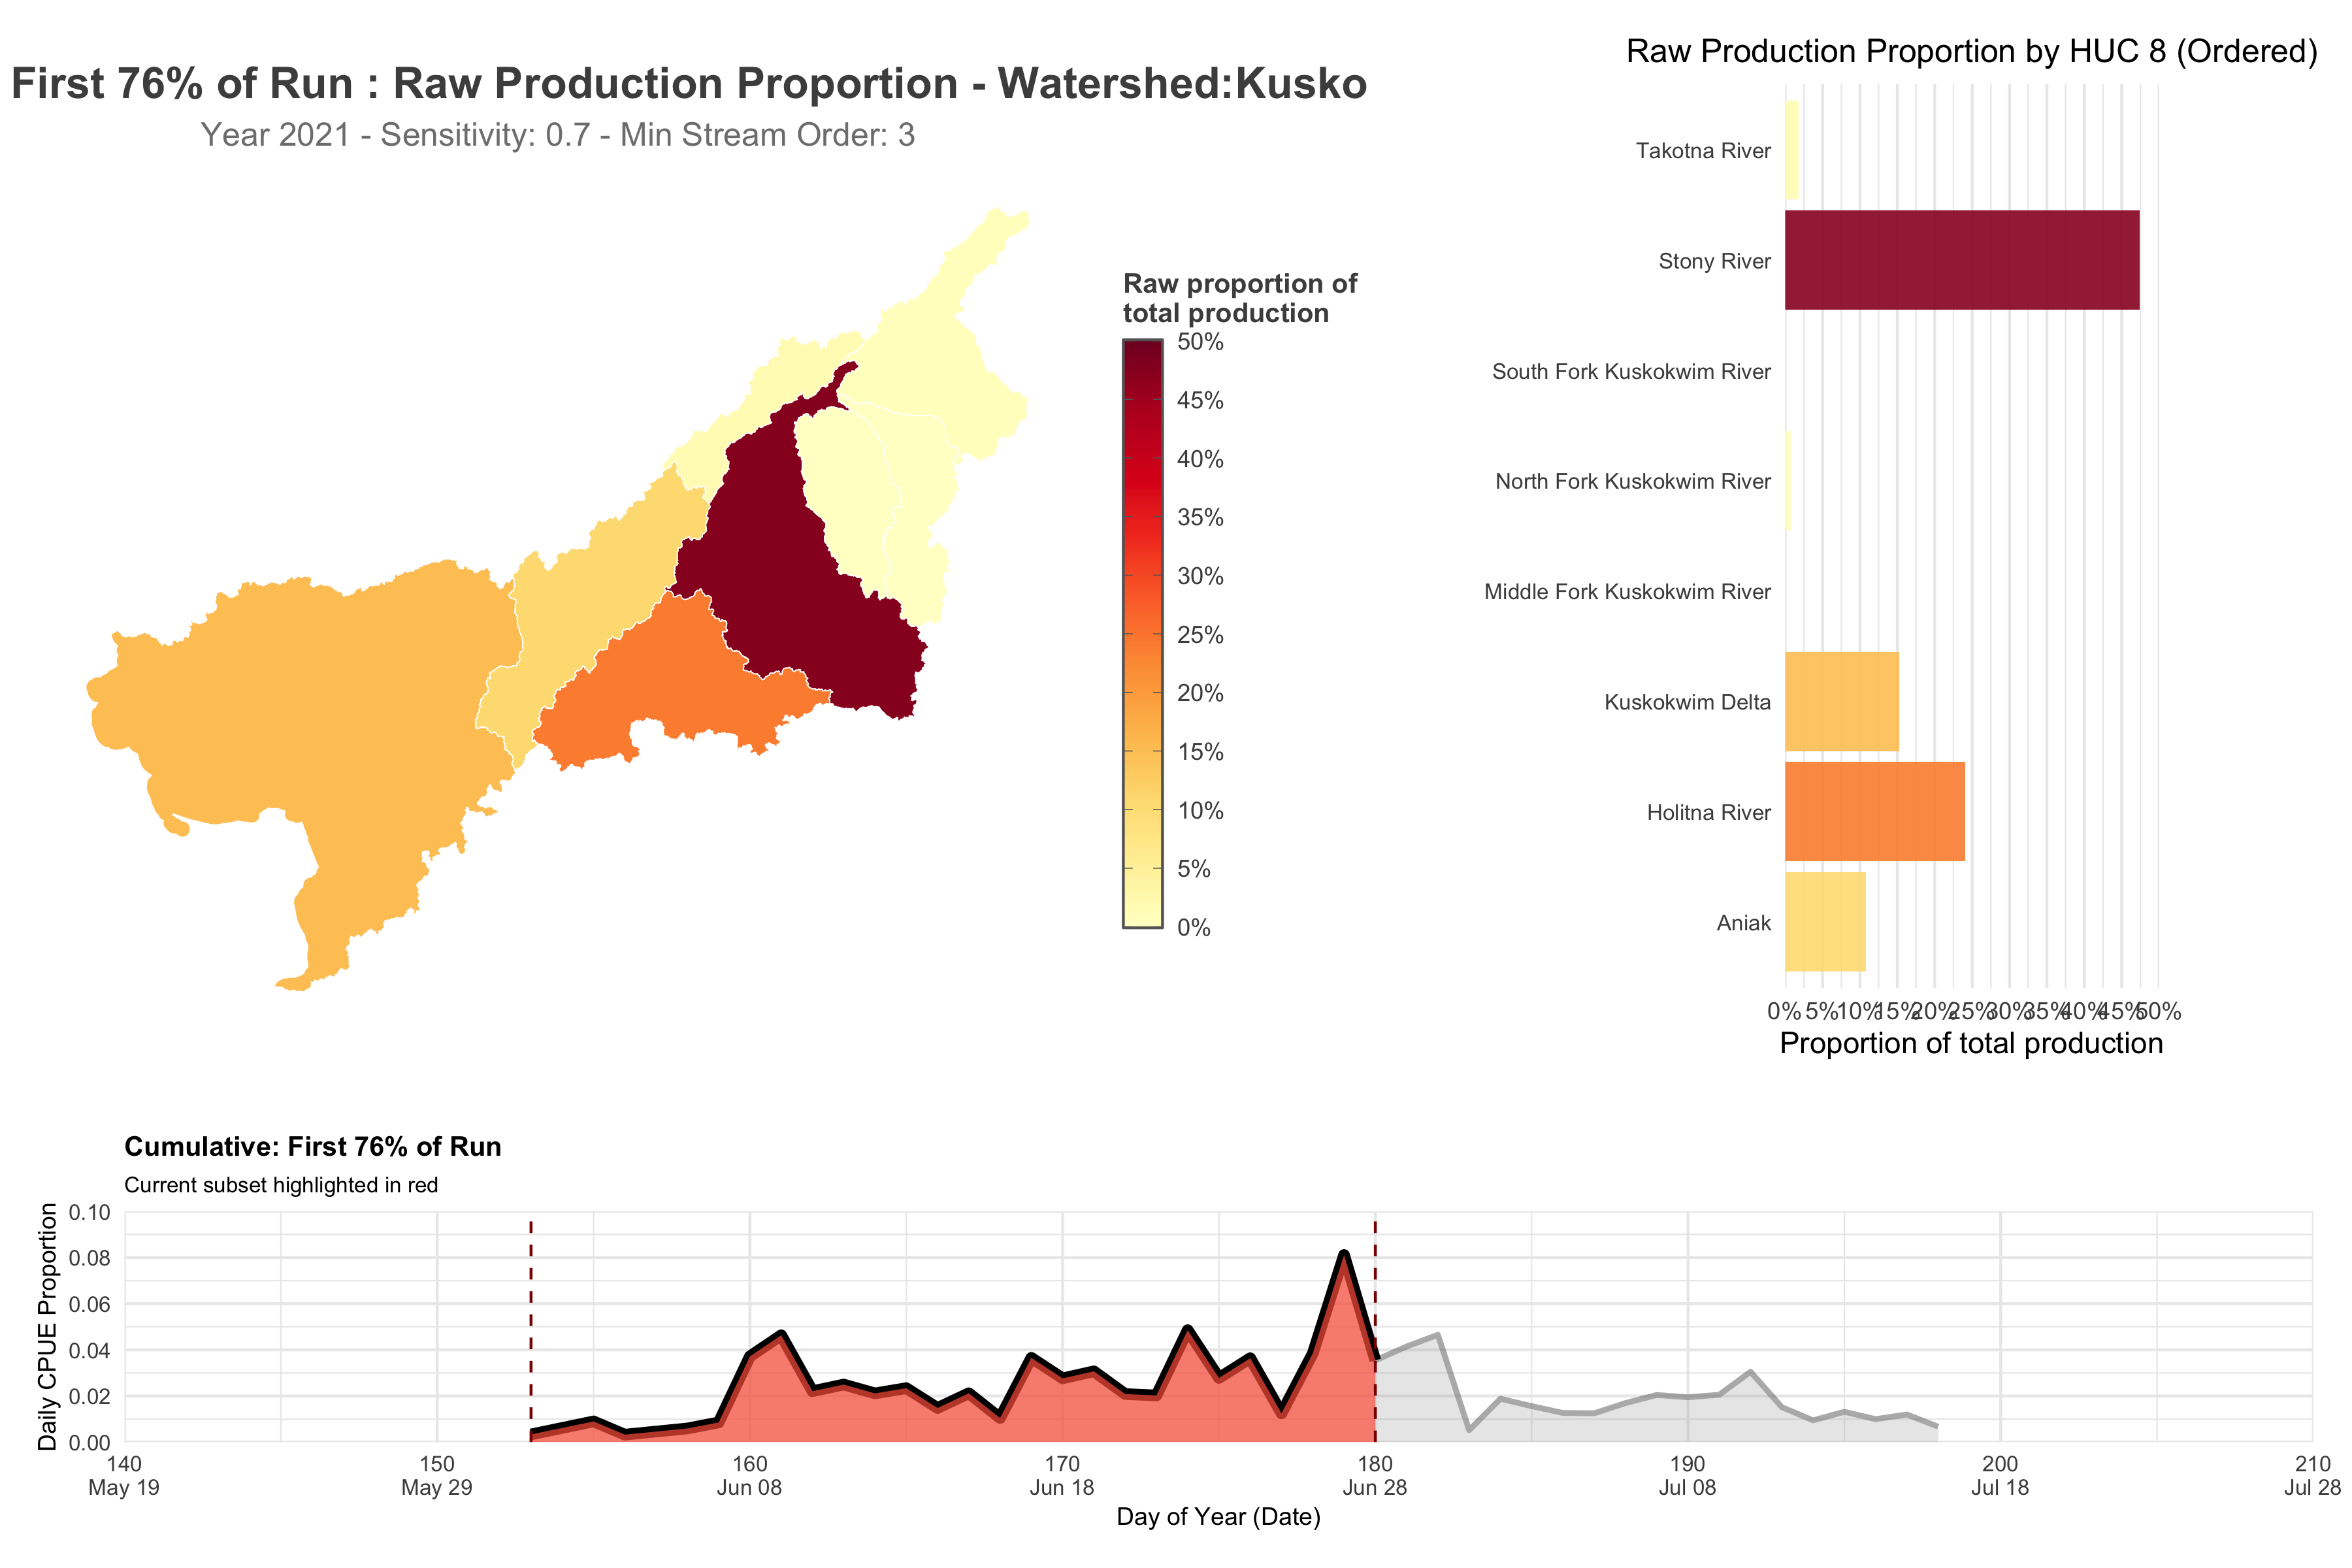 First 76% of Run : Raw Production Proportion - Watershed:Kusko
Year 2021 - Sensitivity: 0.7 - Min Stream Order: 3
Raw proportion of
total production
50%
45%
40%
35%
30%
25%
20%
15%
10%
5%
0%
Raw Production Proportion by HUC 8 (Ordered)
Takotna River
Stony River
South Fork Kuskokwim River
North Fork Kuskokwim River
Middle Fork Kuskokwim River
Kuskokwim Delta
Holitna River
Aniak
0% 5% 10% 15% 20% 25% 30% 35% 40% 45% 50%
Proportion of total production
Cumulative: First 76% of Run
Current subset highlighted in red
Daily CPUE Proportion
0.10
0.08
0.06
0.04
0.02
0.00
140 150 160 170 180 190 200 210
May 19 May 29 Jun 08 Jun 18 Jun 28 Jul 08 Jul 18 Jul 28
Day of Year (Date)